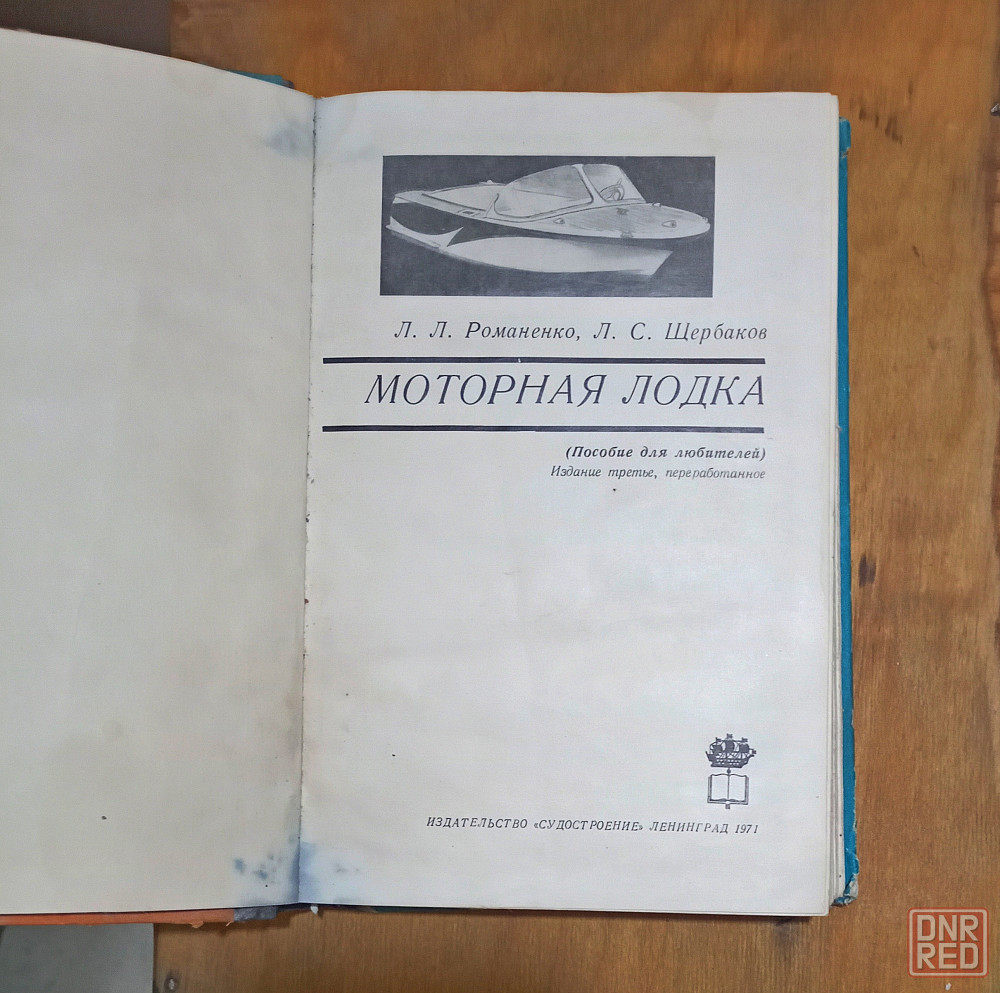 Л. Л. Романенко, Л. С. Щербаков
МОТОРНАЯ ЛОДКА
(Пособие для любителей)
Издание третье, переработанное
ИЗДАТЕЛЬСТВО «СУДОСТРОЕНИЕ» ЛЕНИНГРАД 1971
DNR
RED